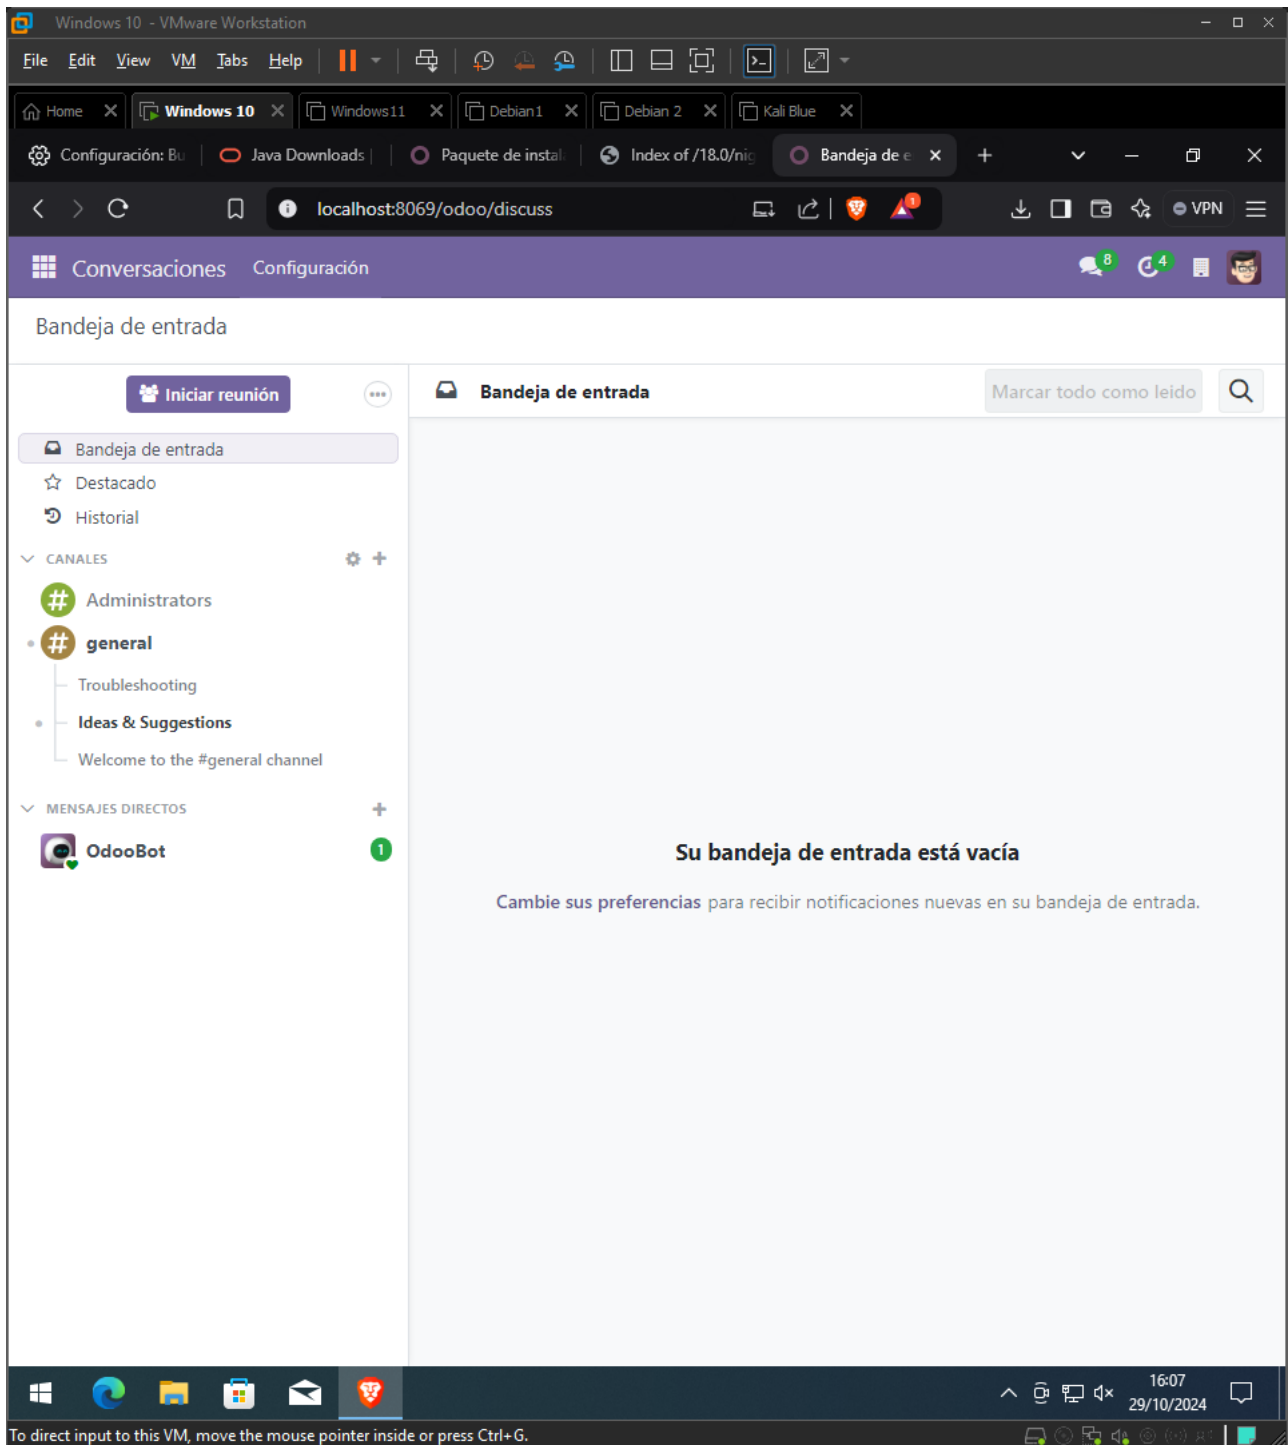 Windows 10 - VMware Workstation
File Edit View VM Tabs Help
Home Windows 10 Windows11 Debian1 Debian 2 Kali Blue
Configuración: Bu Java Downloads | Paquete de instal Index of /18.0/nig Bandeja de e
localhost:8069/odoo/discuss 1 VPN
Conversaciones Configuración 8 4
Bandeja de entrada
Iniciar reunión Bandeja de entrada Marcar todo como leido
Bandeja de entrada
Destacado
Historial
CANALES
Administrators
general
Troubleshooting
Ideas & Suggestions
Welcome to the #general channel
MENSAJES DIRECTOS
OdooBot 1
Su bandeja de entrada está vacía
Cambie sus preferencias para recibir notificaciones nuevas en su bandeja de entrada.
16:07
29/10/2024
To direct input to this VM, move the mouse pointer inside or press Ctrl+G.